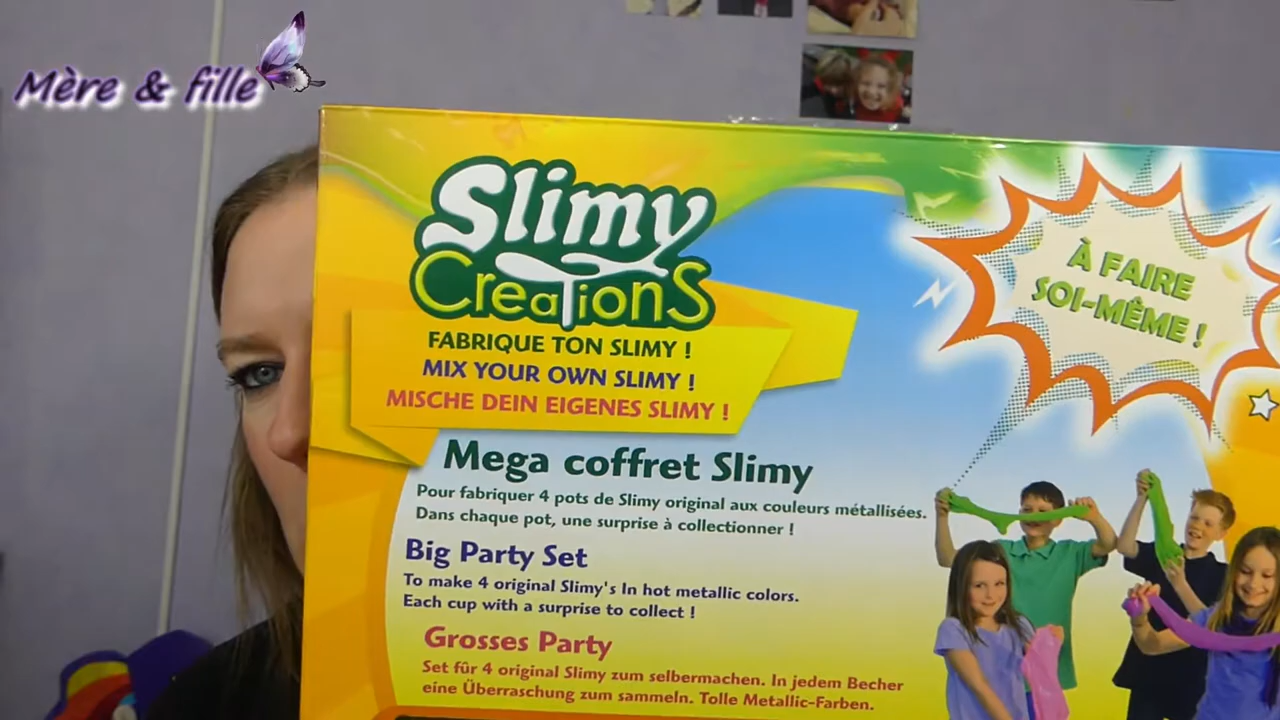 Mère & fille
Slimy
Creations
FABRIQUE TON SLIMY !
MIX YOUR OWN SLIMY !
MISCHE DEIN EIGENES SLIMY !
À FAIRE
SOI-MÊME !
Mega coffret Slimy
Pour fabriquer 4 pots de Slimy original aux couleurs métallisées.
Dans chaque pot, une surprise à collectionner !
Big Party Set
To make 4 original Slimy's In hot metallic colors.
Each cup with a surprise to collect !
Grosses Party
Set fûr 4 original Slimy zum selbermachen. In jedem Becher
eine Überraschung zum sammeln. Tolle Metallic-Farben.